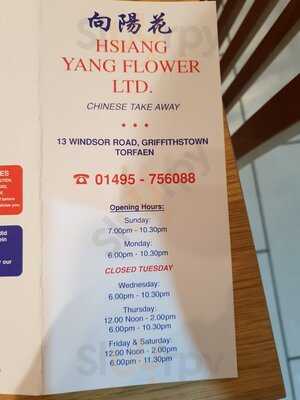 向陽花
HSIANG
YANG FLOWER
LTD.
CHINESE TAKE AWAY
• • •
13 WINDSOR ROAD, GRIFFITHSTOWN
TORFAEN
☎ 01495 - 756088
Opening Hours:
Sunday:
7.00pm - 10.30pm
Monday:
6.00pm - 10.30pm
CLOSED TUESDAY
Wednesday:
6.00pm - 10.30pm
Thursday:
12.00 Noon - 2.00pm
6.00pm - 10.30pm
Friday & Saturday:
12.00 Noon - 2.00pm
6.00pm - 11.30pm